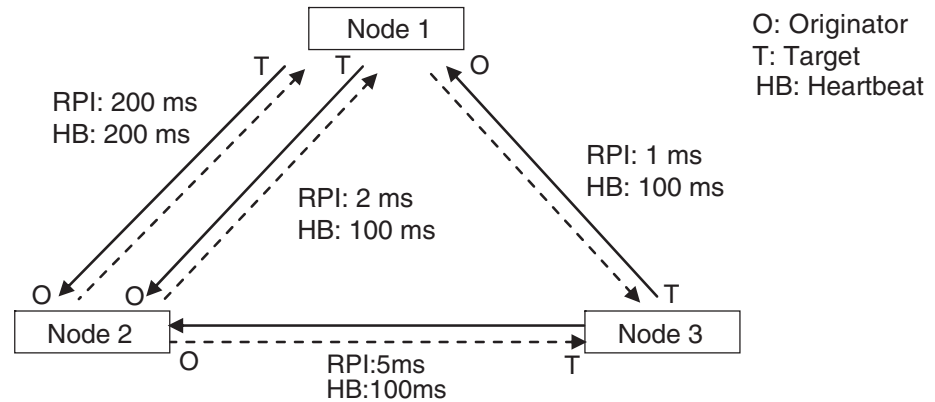 Node 1
O: Originator
T: Target
HB: Heartbeat
T
T
O
RPI: 200 ms
HB: 200 ms
RPI: 1 ms
HB: 100 ms
RPI: 2 ms
HB: 100 ms
O
O
T
Node 2
Node 3
O
T
RPI:5ms
HB:100ms